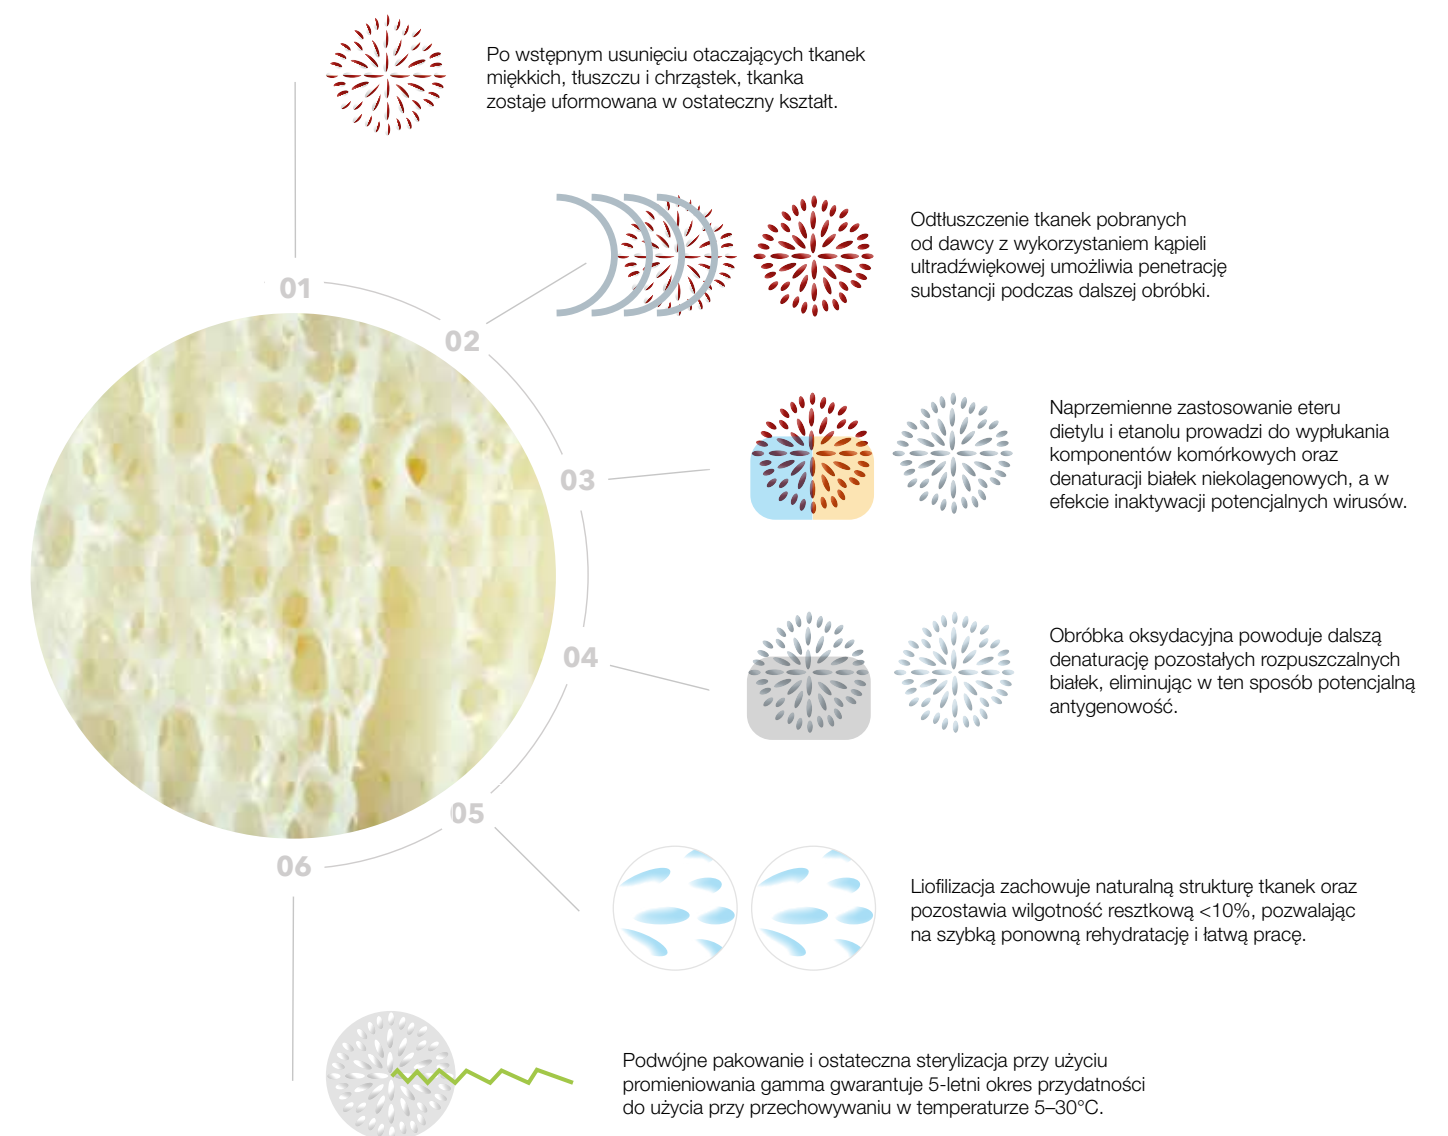 Po wstępnym usunięciu otaczających tkanek
miękkich, tłuszczu i chrząstek, tkanka
zostaje uformowana w ostateczny kształt.
01
Odtłuszczenie tkanek pobranych
od dawcy z wykorzystaniem kąpieli
ultradźwiękowej umożliwia penetrację
substancji podczas dalszej obróbki.
02
Naprzemienne zastosowanie eteru
dietylu i etanolu prowadzi do wypłukania
komponentów komórkowych oraz
denaturacji białek niekolagenowych, a w
efekcie inaktywacji potencjalnych wirusów.
03
Obróbka oksydacyjna powoduje dalszą
denaturację pozostałych rozpuszczalnych
białek, eliminując w ten sposób potencjalną
antygenowość.
04
05
Liofilizacja zachowuje naturalną strukturę tkanek oraz
pozostawia wilgotność resztkową <10%, pozwalając
na szybką ponowną rehydratację i łatwą pracę.
06
Podwójne pakowanie i ostateczna sterylizacja przy użyciu
promieniowania gamma gwarantuje 5-letni okres przydatności
do użycia przy przechowywaniu w temperaturze 5–30°C.